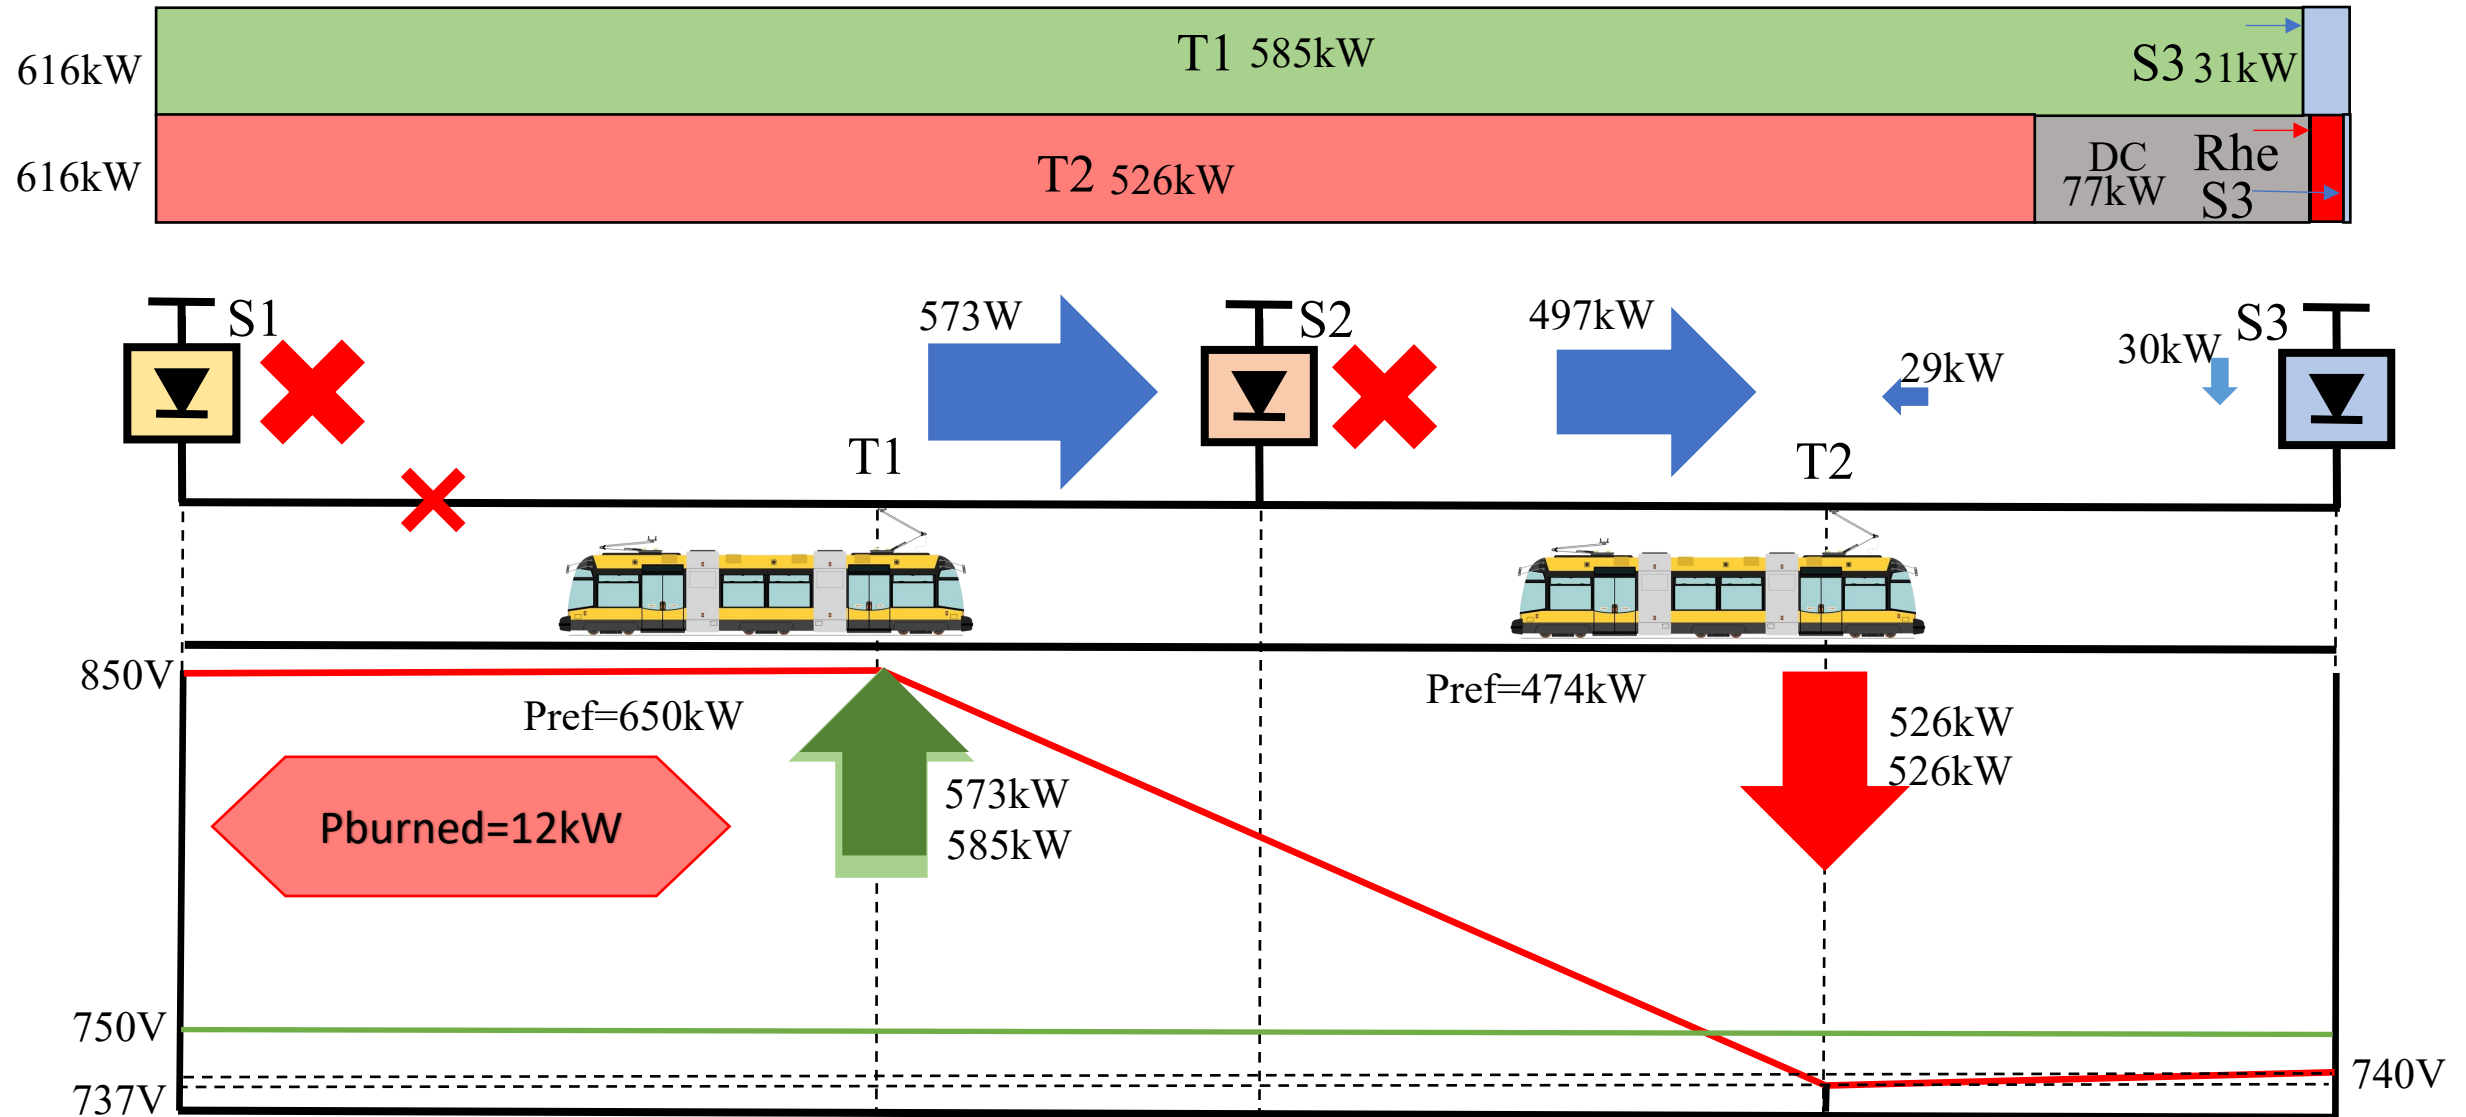 616kW
T1 585kW
S3 31kW
616kW
T2 526kW
DC
77kW
Rhe
S3
S1
573W
S2
497kW
29kW
30kW
S3
T1
T2
850V
Pref=650kW
Pref=474kW
526kW
526kW
573kW
585kW
Pburned=12kW
750V
737V
740V